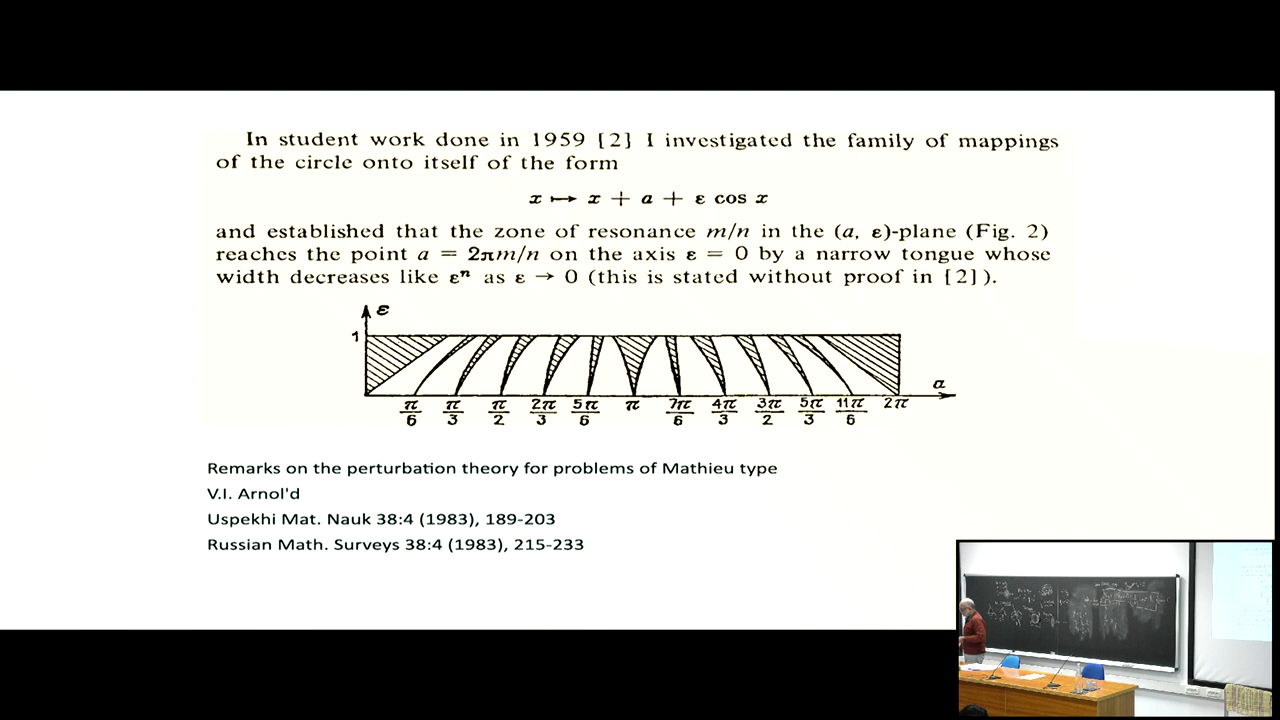 In student work done in 1959 [2] I investigated the family of mappings
of the circle onto itself of the form
x ↦ x + a + ε cos x
and established that the zone of resonance m/n in the (a, ε)-plane (Fig. 2)
reaches the point a = 2πm/n on the axis ε = 0 by a narrow tongue whose
width decreases like εⁿ as ε → 0 (this is stated without proof in [2]).
ε
1
a
π/6 π/3 π/2 2π/3 5π/6 π 7π/6 4π/3 3π/2 5π/3 11π/6 2π
Remarks on the perturbation theory for problems of Mathieu type
V.I. Arnol'd
Uspekhi Mat. Nauk 38:4 (1983), 189-203
Russian Math. Surveys 38:4 (1983), 215-233